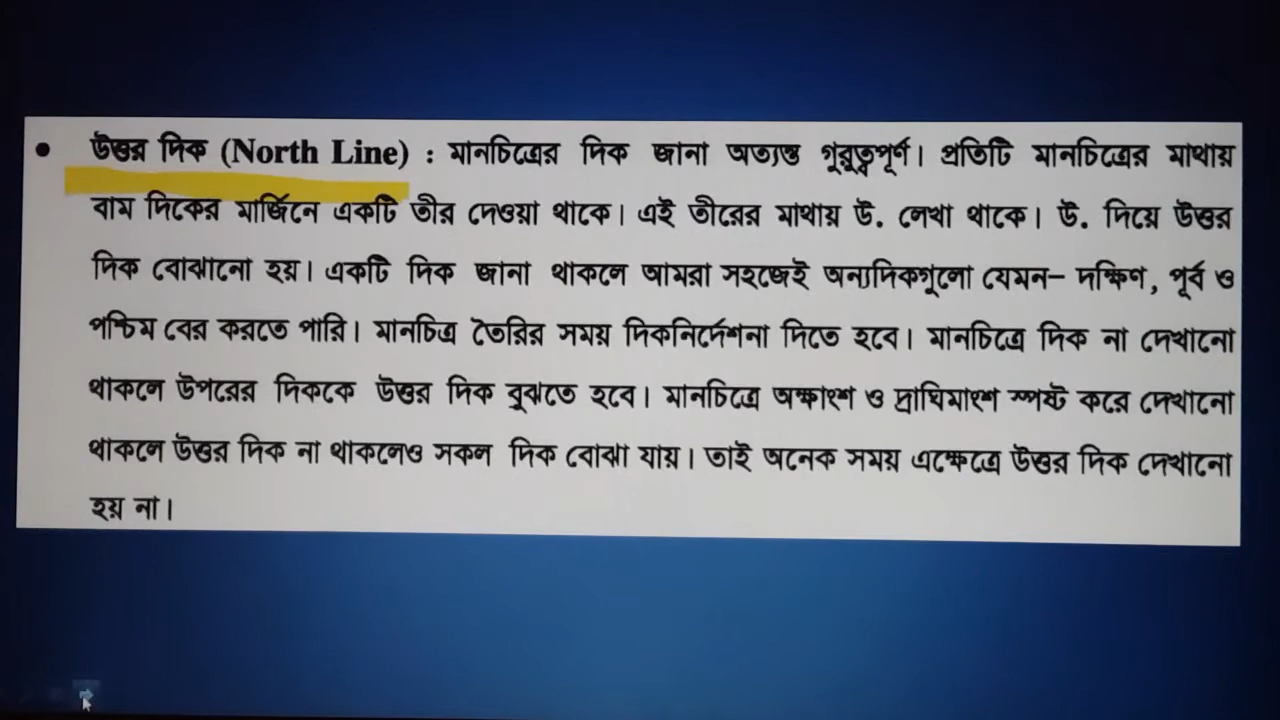 • উত্তর দিক (North Line) : মানচিত্রের দিক জানা অত্যন্ত গুরুত্বপূর্ণ। প্রতিটি মানচিত্রের মাথায়
বাম দিকের মার্জিনে একটি তীর দেওয়া থাকে। এই তীরের মাথায় উ. লেখা থাকে। উ. দিয়ে উত্তর
দিক বোঝানো হয়। একটি দিক জানা থাকলে আমরা সহজেই অন্যদিকগুলো যেমন– দক্ষিণ, পূর্ব ও
পশ্চিম বের করতে পারি। মানচিত্র তৈরির সময় দিকনির্দেশনা দিতে হবে। মানচিত্রে দিক না দেখানো
থাকলে উপরের দিককে উত্তর দিক বুঝতে হবে। মানচিত্রে অক্ষাংশ ও দ্রাঘিমাংশ স্পষ্ট করে দেখানো
থাকলে উত্তর দিক না থাকলেও সকল দিক বোঝা যায়। তাই অনেক সময় এক্ষেত্রে উত্তর দিক দেখানো
হয় না।